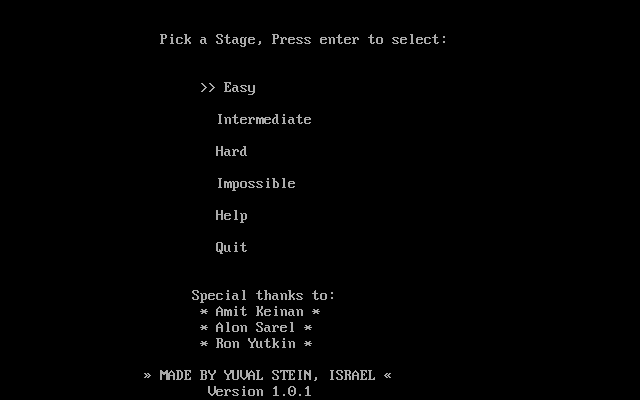 Pick a Stage, Press enter to select:
>> Easy
Intermediate
Hard
Impossible
Help
Quit
Special thanks to:
* Amit Keinan *
* Alon Sarel *
* Ron Yutkin *
» MADE BY YUVAL STEIN, ISRAEL «
Version 1.0.1